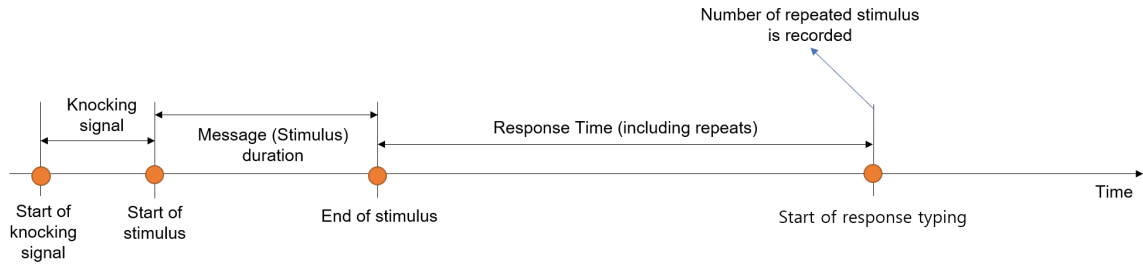 Number of repeated stimulus
is recorded
Knocking
signal
Message (Stimulus)
duration
Response Time (including repeats)
Time
Start of
knocking
signal
Start of
stimulus
End of stimulus
Start of response typing